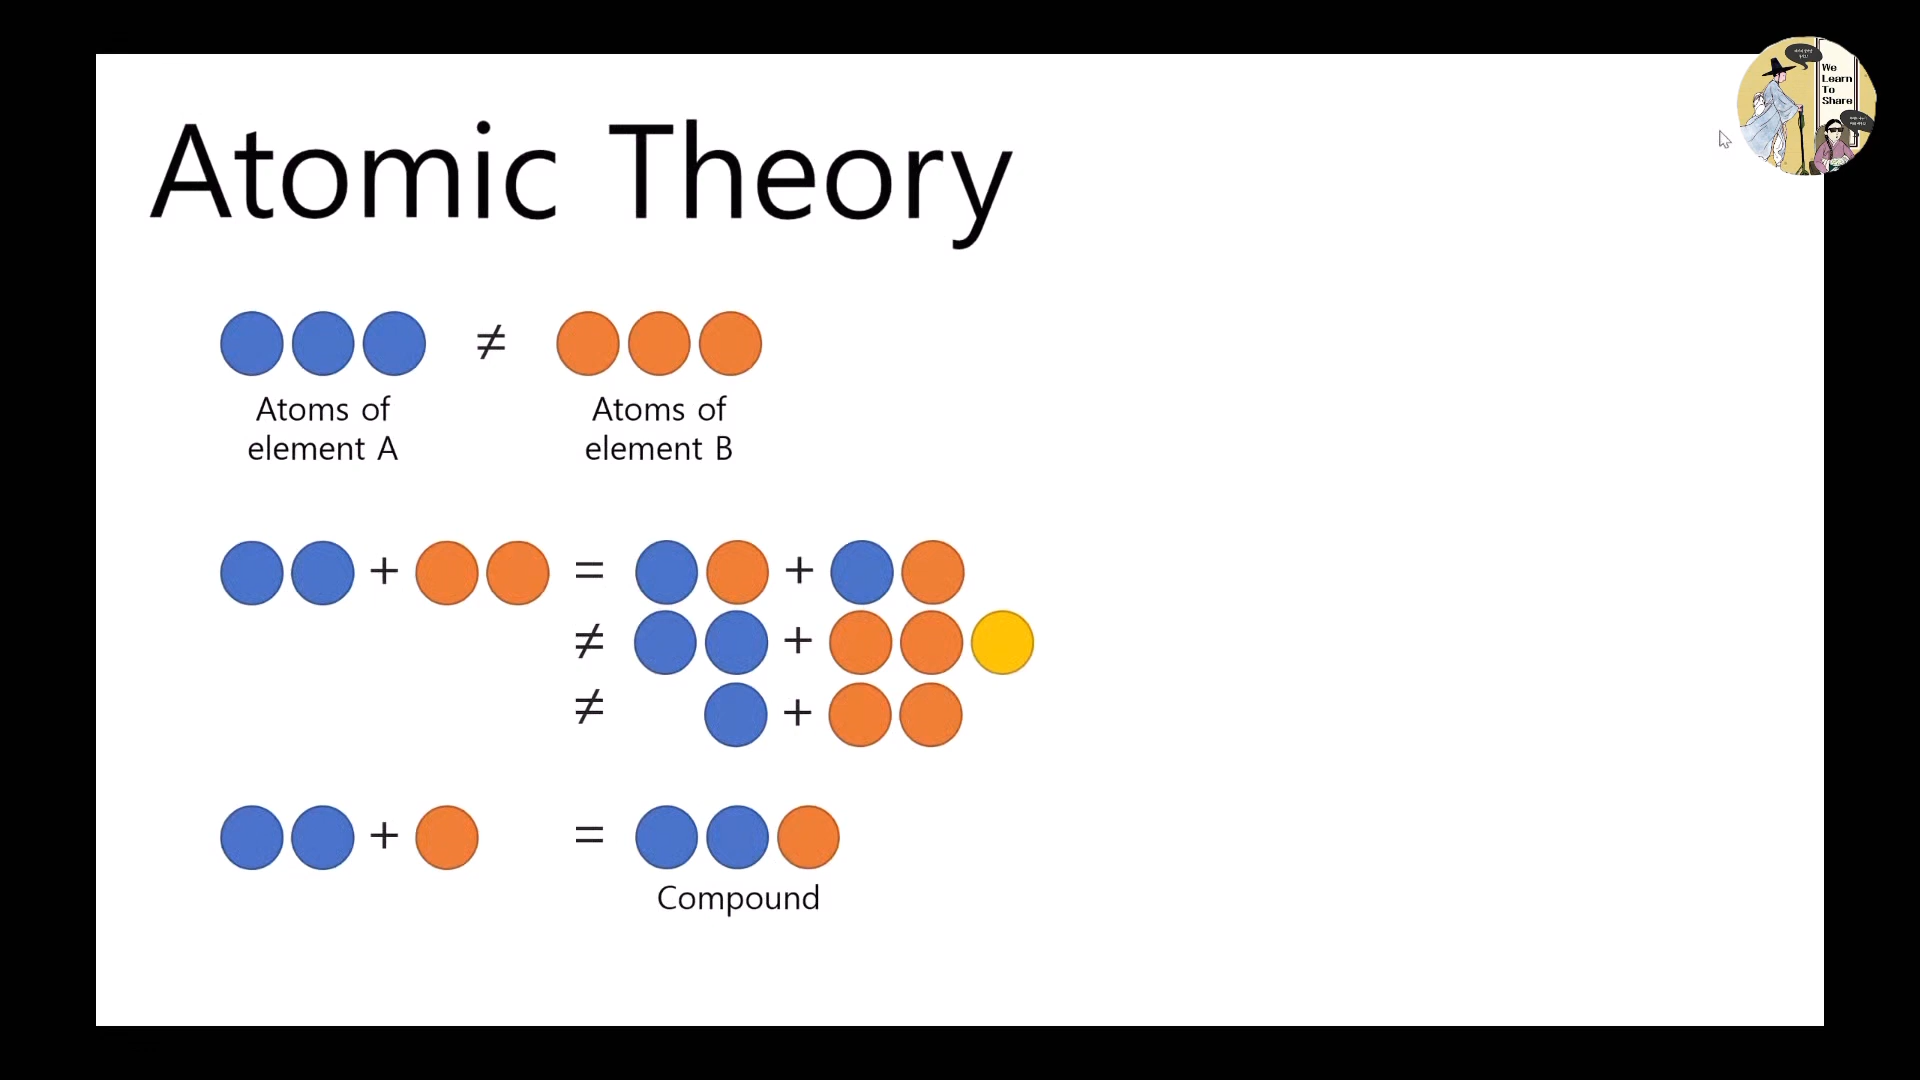 Atomic Theory
≠
Atoms of
element A
Atoms of
element B
+ = +
≠ +
≠ +
+ =
Compound
We
Learn
To
Share